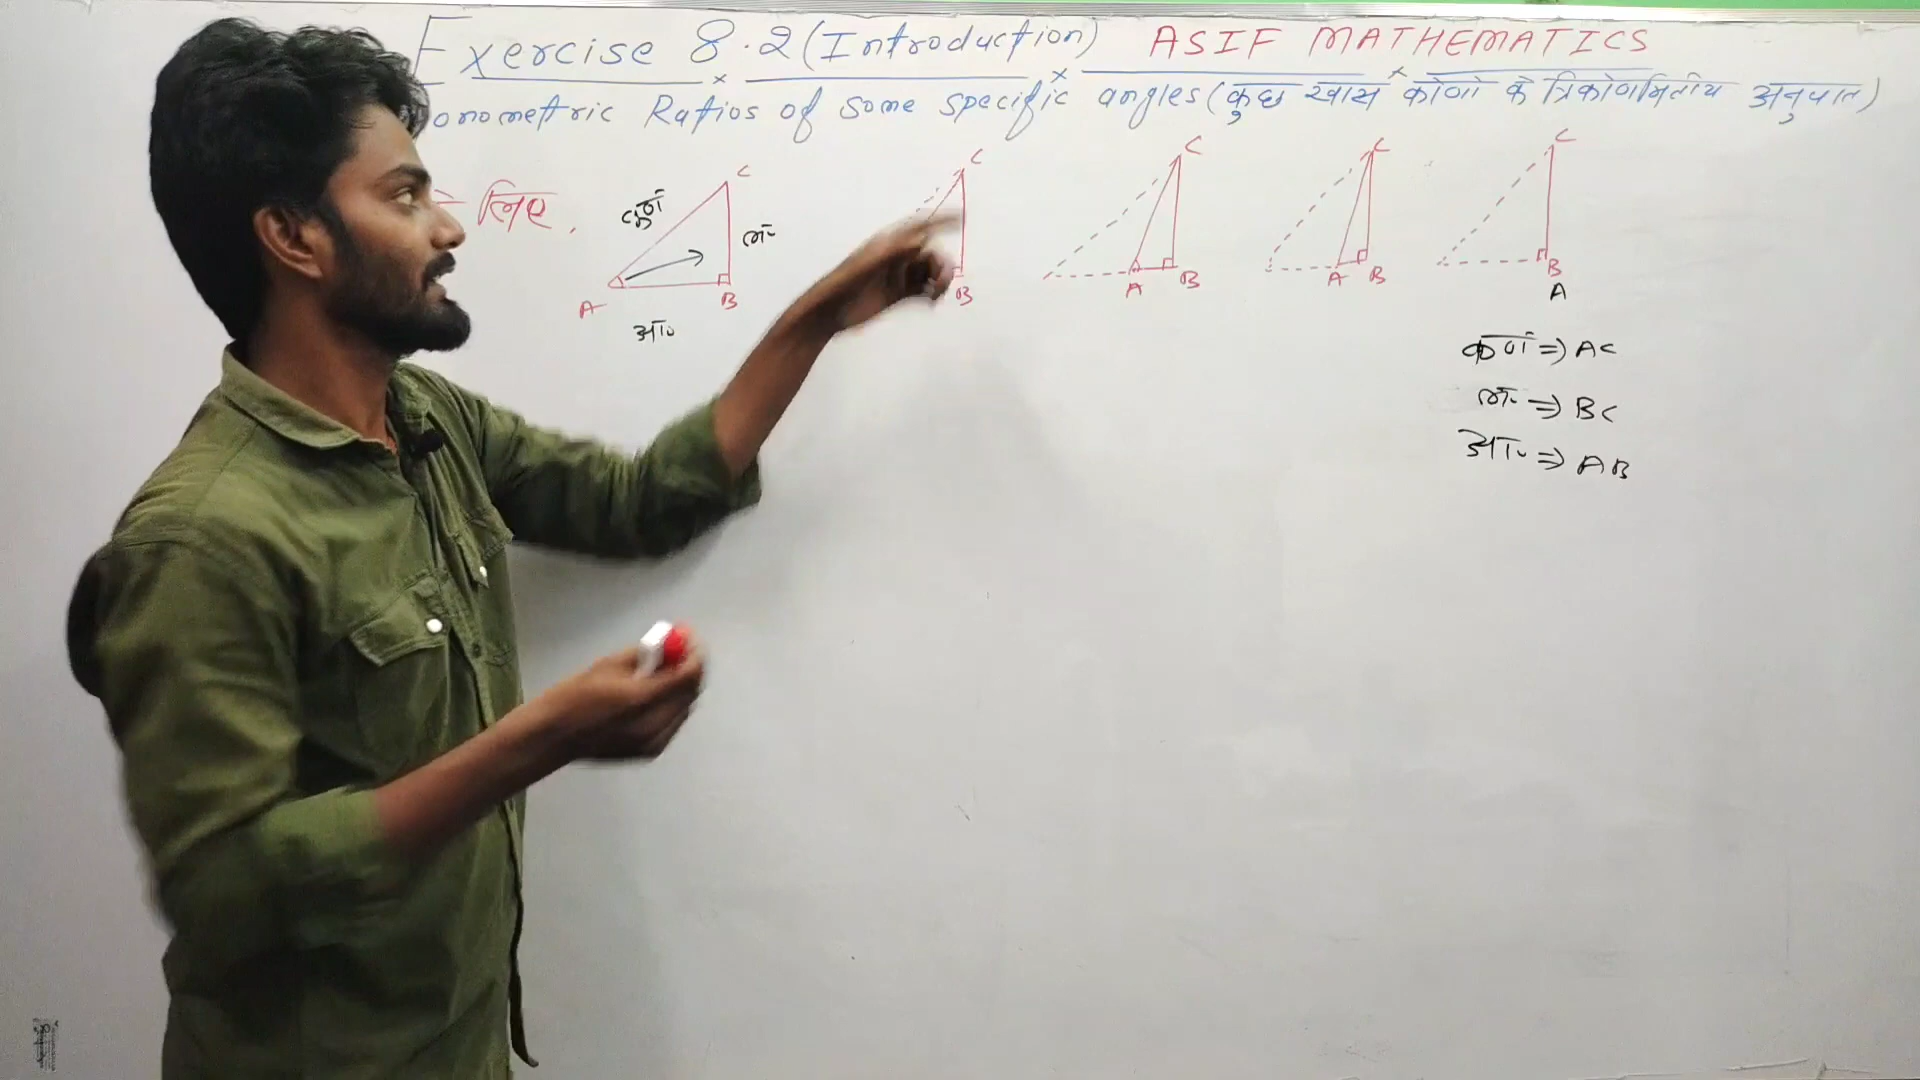 Exercise 8.2 (Introduction) ASIF MATHEMATICS
onometric Ratios of some specific angles (कुछ खास कोणों के त्रिकोणमितीय अनुपात)
लिए,
कर्ण C लं०
A B
आ०
C
B
C
A B
C
A B
C
B
A
कर्ण ⇒ AC
लं० ⇒ BC
आ० ⇒ AB